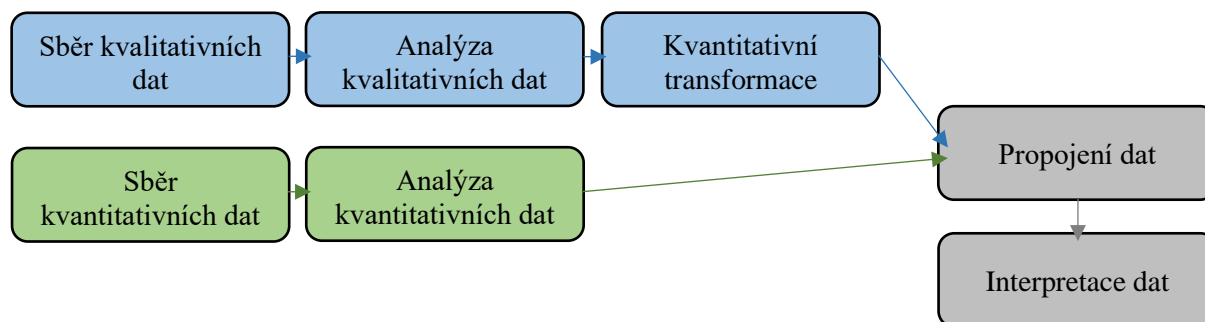 Sběr kvalitativních
dat
Analýza
kvalitativních dat
Kvantitativní
transformace
Propojení dat
Sběr
kvantitativních dat
Analýza
kvantitativních dat
Interpretace dat